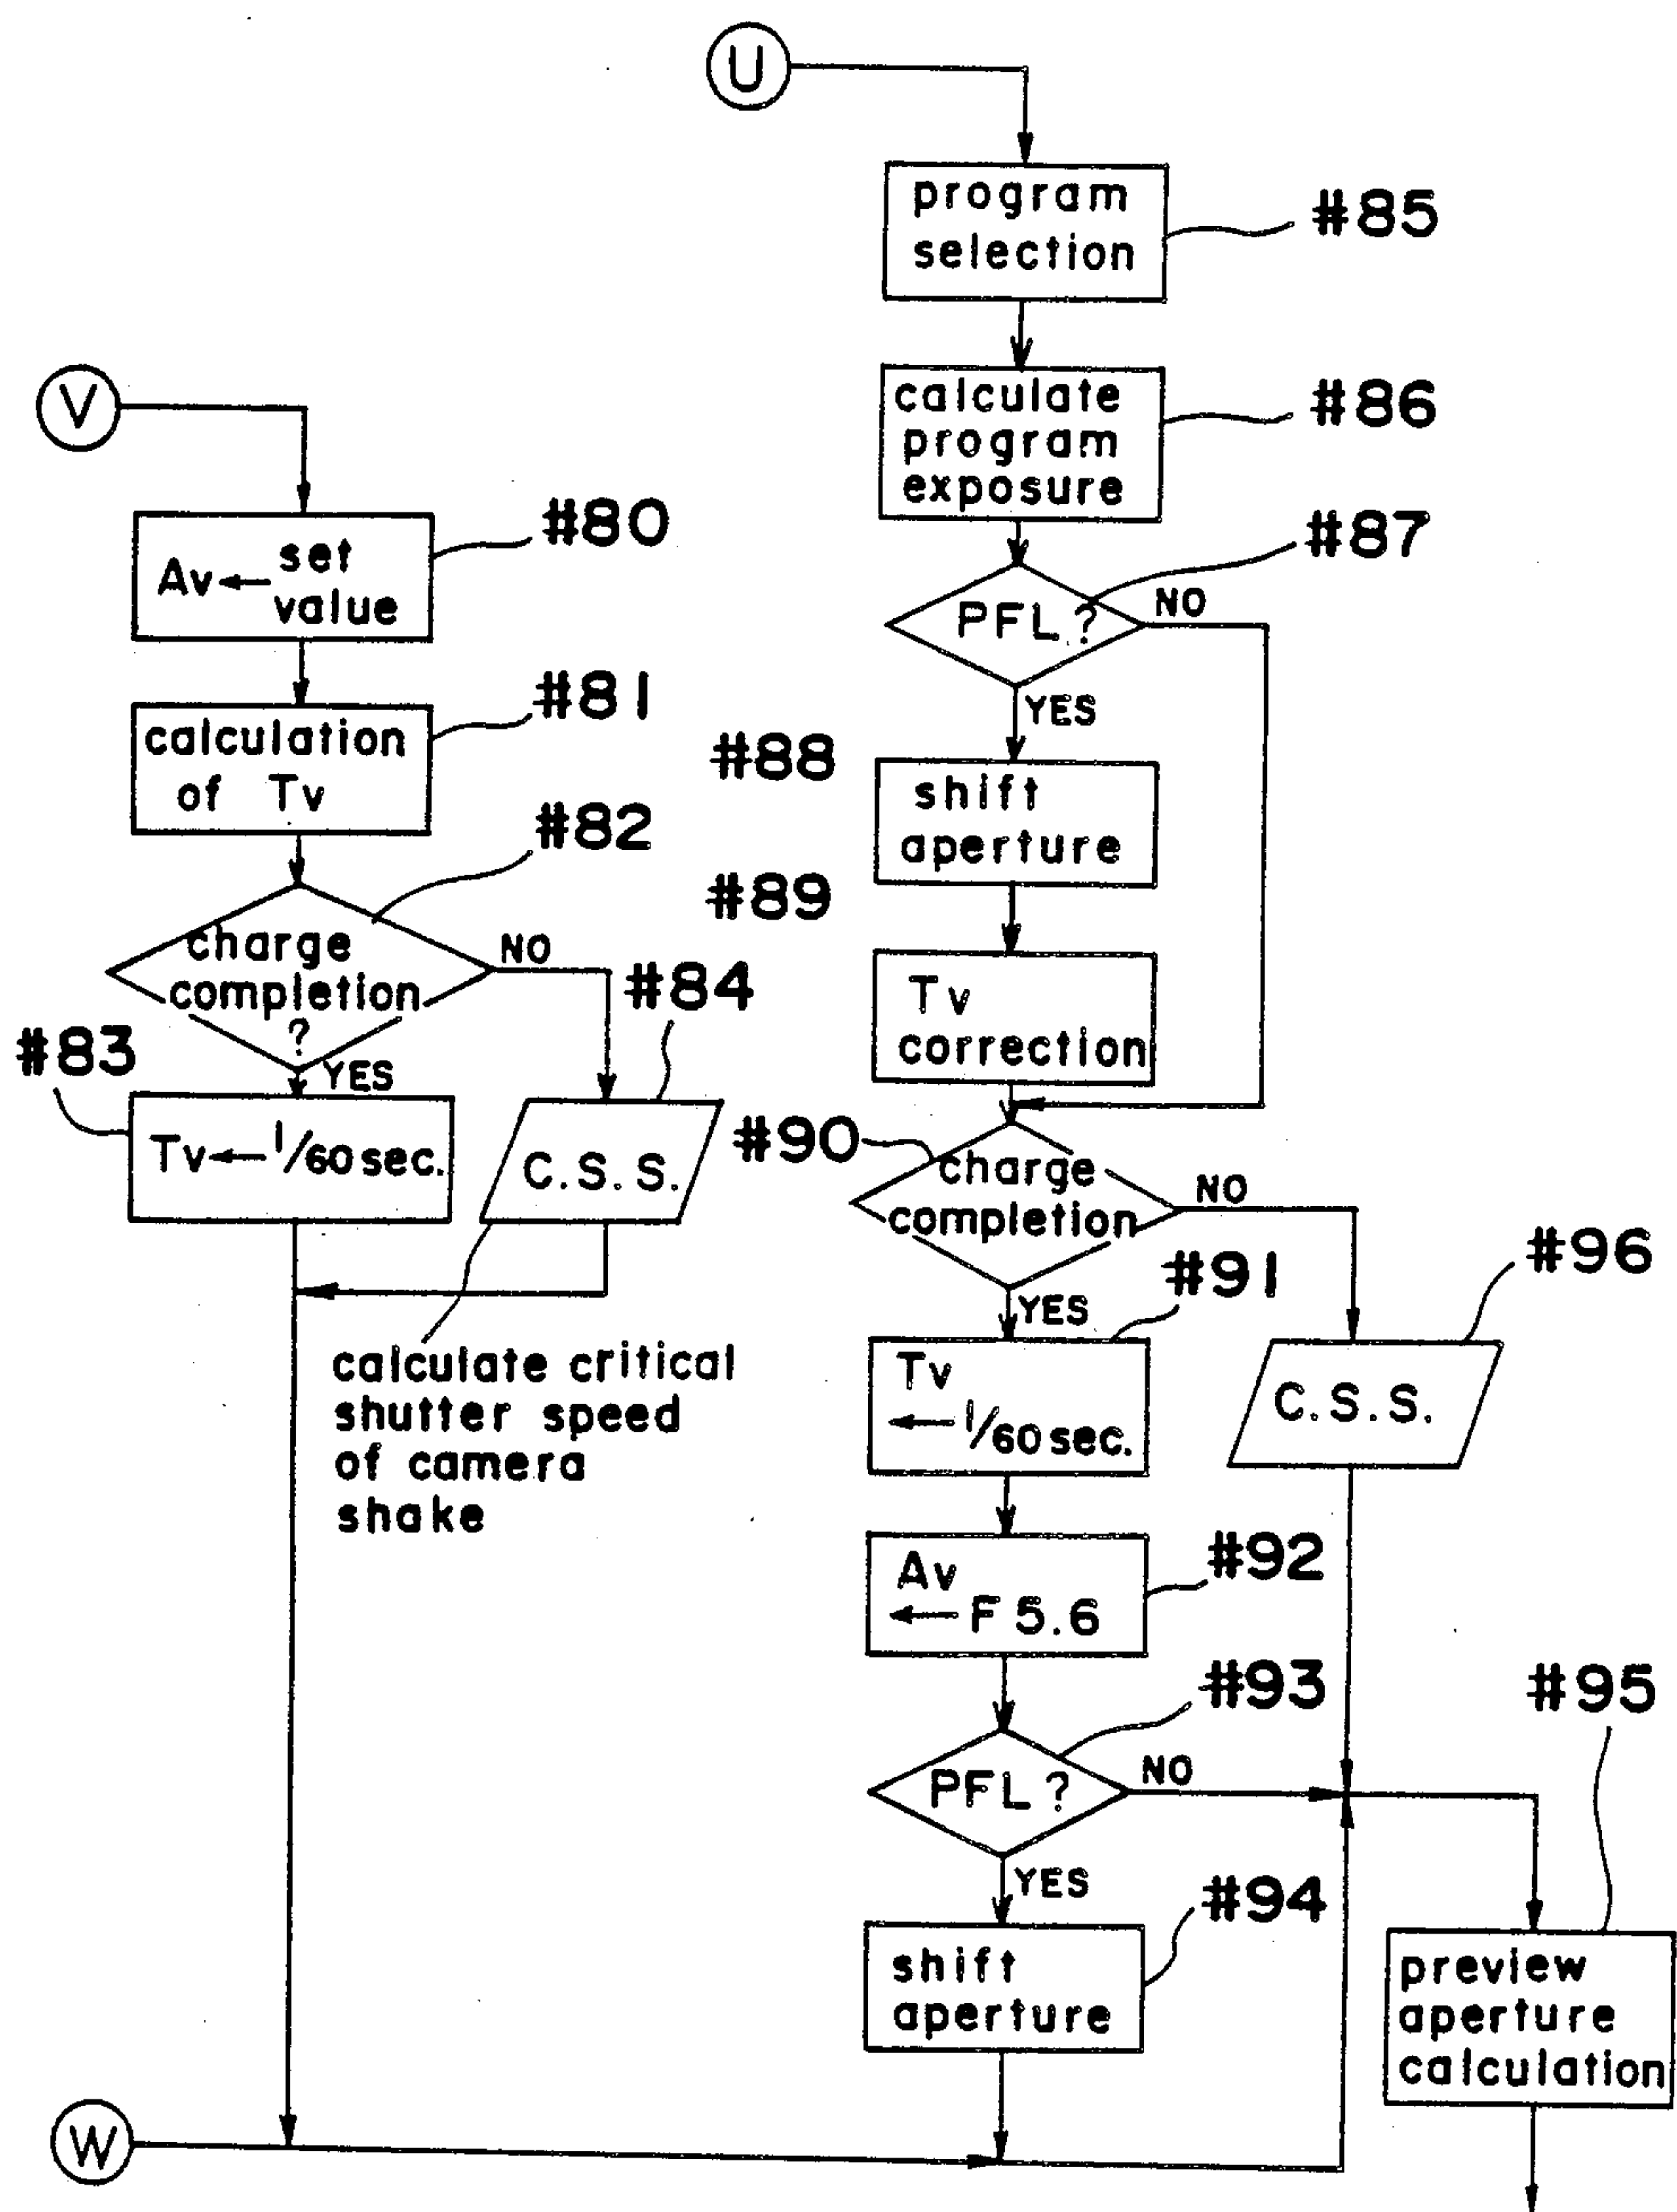 U
program
selection
#85
calculate
program
exposure
#86
#87
PFL?
NO
YES
#88
shift
aperture
#89
Tv
correction
V
#80
Av← set
value
#81
calculation
of Tv
#82
charge
completion
?
NO
#84
#83
YES
Tv←1/60 sec.
C.S.S.
calculate critical
shutter speed
of camera
shake
#90
charge
completion
NO
#96
#91
YES
Tv
←1/60 sec.
C.S.S.
#92
Av
←F 5.6
#93
#95
PFL?
NO
YES
#94
shift
aperture
preview
aperture
calculation
W